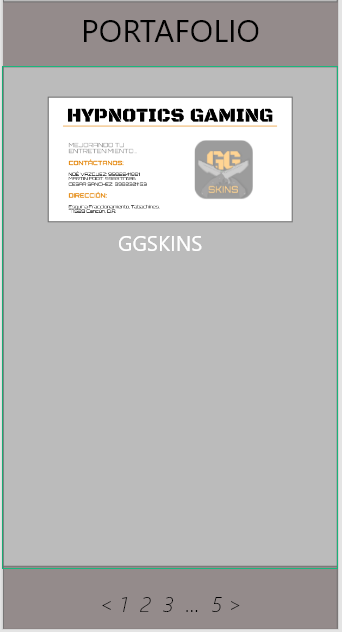 PORTAFOLIO
HYPNOTICS GAMING
MEJORANDO TU
ENTRETENIMIENTO...
CONTÁCTANOS:
GG
SKINS
DIRECCIÓN:
GGSKINS
< 1 2 3 ... 5 >